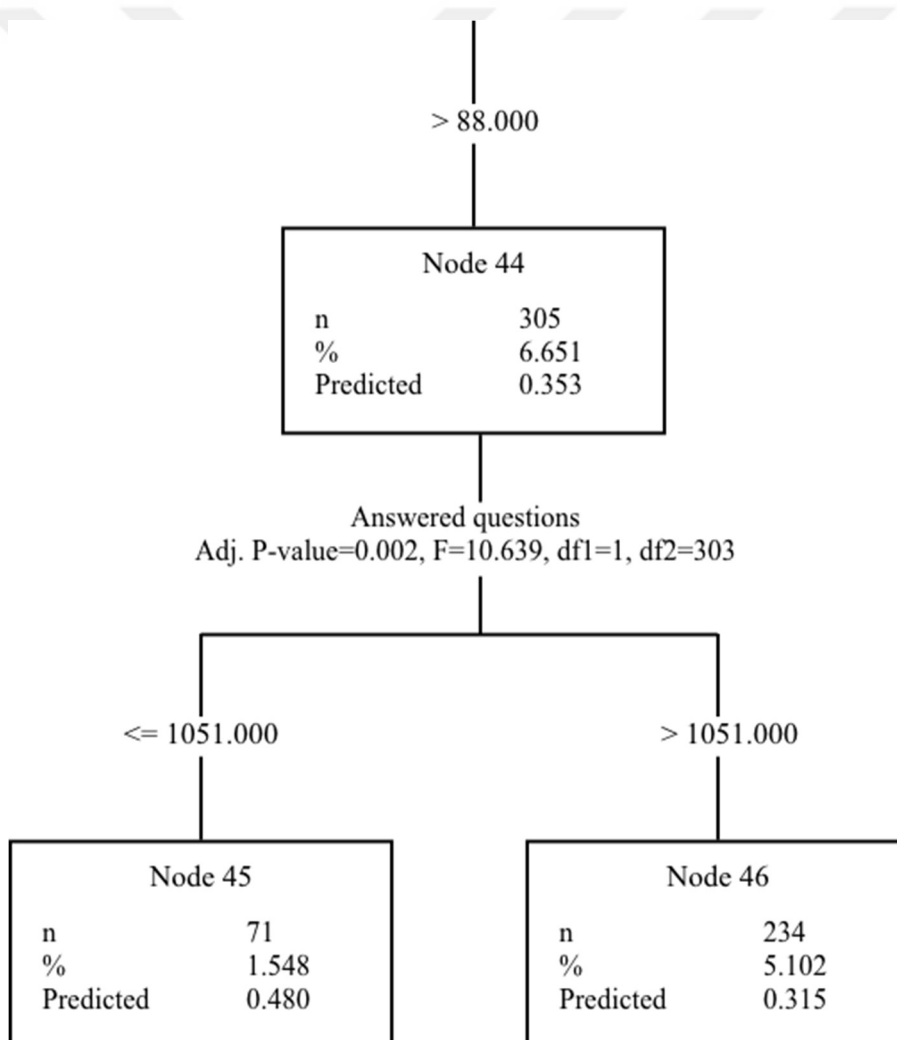 > 88.000
Node 44
n 305
% 6.651
Predicted 0.353
Answered questions
Adj. P-value=0.002, F=10.639, df1=1, df2=303
<= 1051.000
> 1051.000
Node 45
n 71
% 1.548
Predicted 0.480
Node 46
n 234
% 5.102
Predicted 0.315